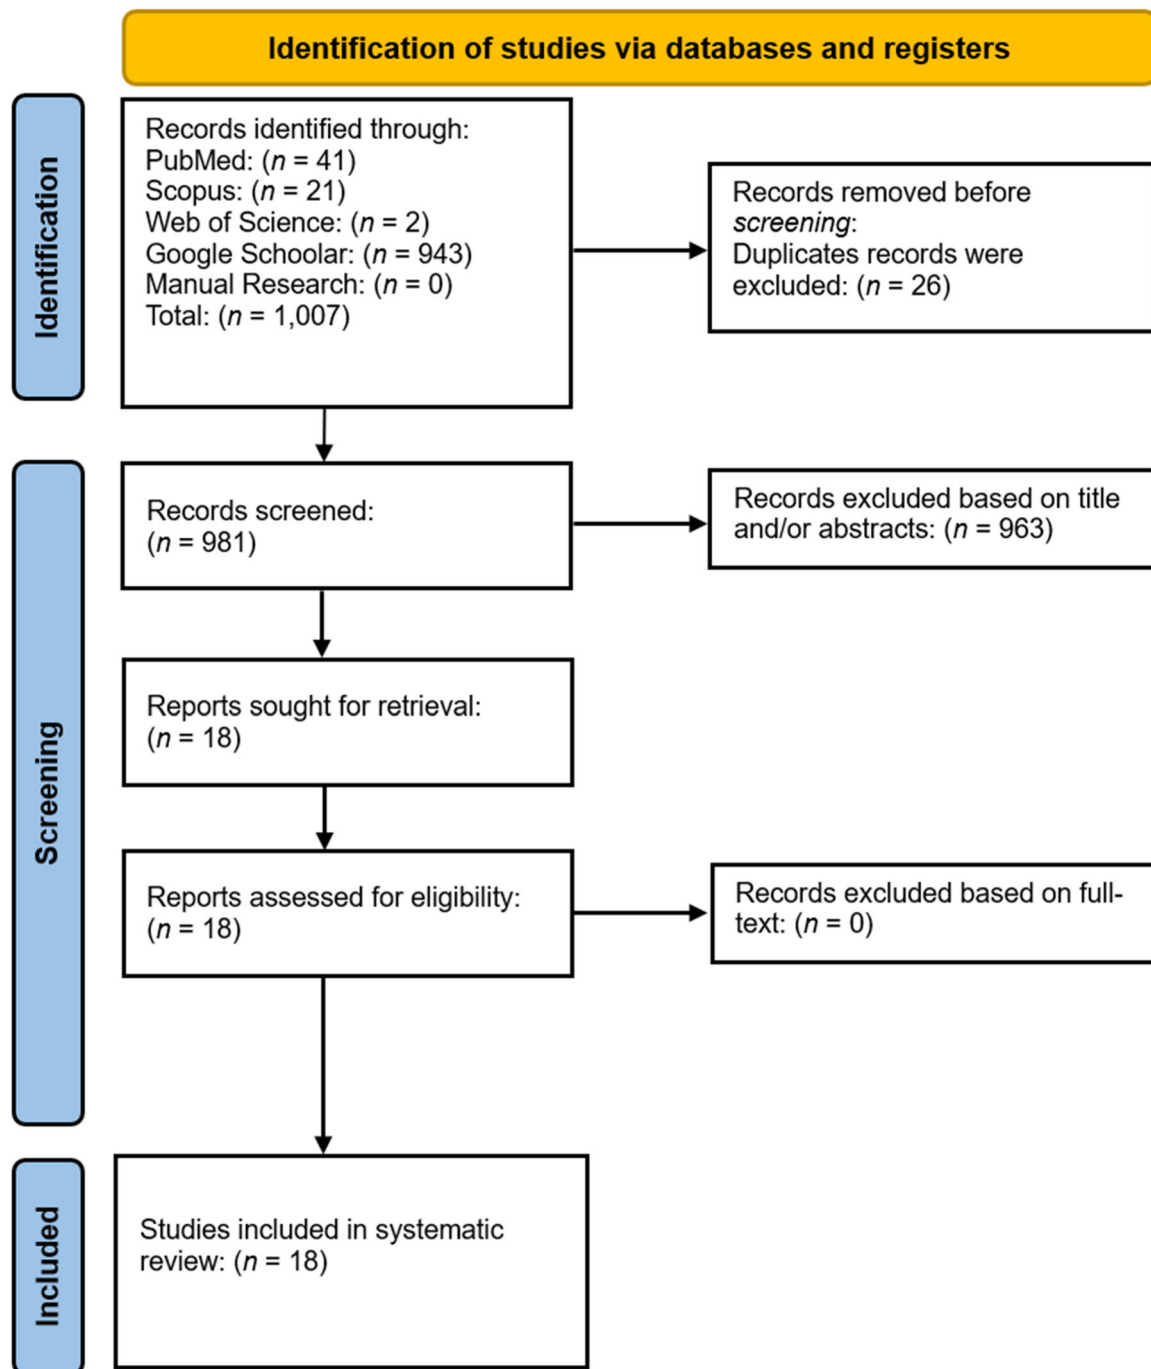 Identification of studies via databases and registers
Identification
Records identified through:
PubMed: (n = 41)
Scopus: (n = 21)
Web of Science: (n = 2)
Google Schoolar: (n = 943)
Manual Research: (n = 0)
Total: (n = 1,007)
Records removed before
screening:
Duplicates records were
excluded: (n = 26)
Screening
Records screened:
(n = 981)
Records excluded based on title
and/or abstracts: (n = 963)
Reports sought for retrieval:
(n = 18)
Reports assessed for eligibility:
(n = 18)
Records excluded based on full-
text: (n = 0)
Included
Studies included in systematic
review: (n = 18)